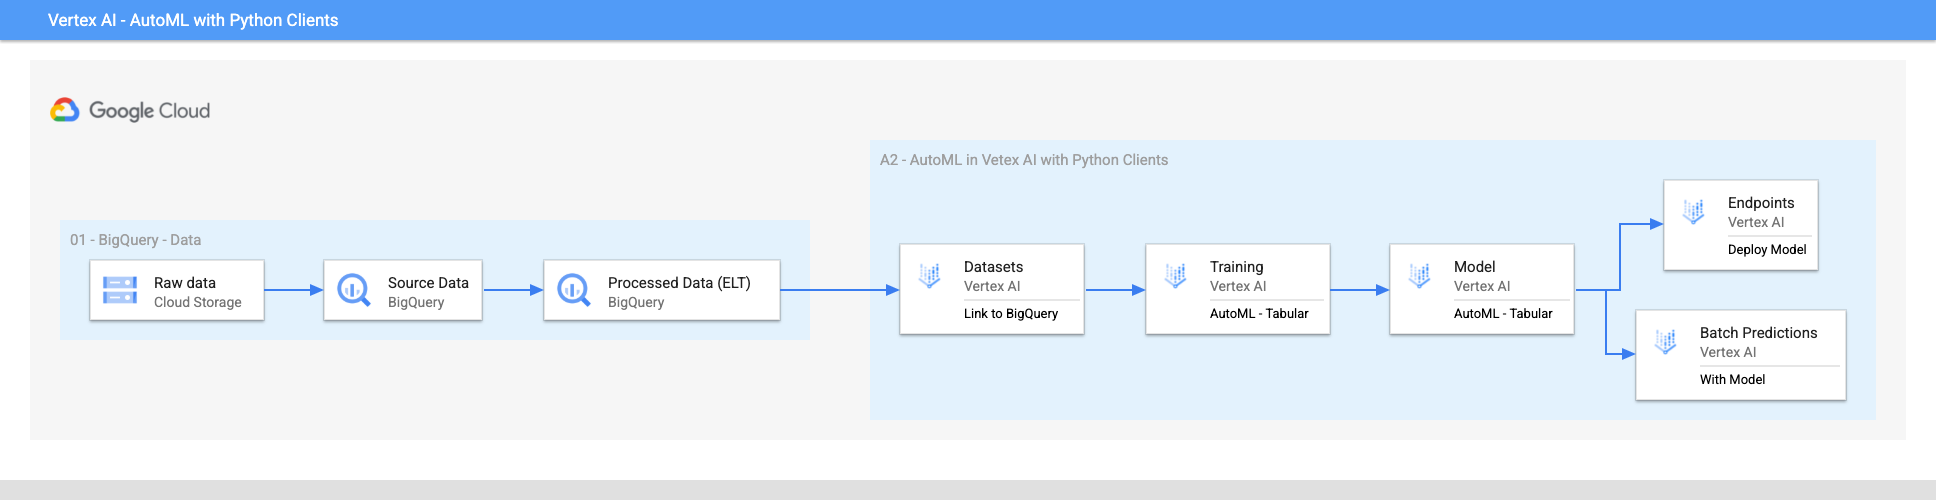 Vertex AI - AutoML with Python Clients
Google Cloud
01 - BigQuery - Data
Raw data
Cloud Storage
Source Data
BigQuery
Processed Data (ELT)
BigQuery
A2 - AutoML in Vetex AI with Python Clients
Datasets
Vertex AI
Link to BigQuery
Training
Vertex AI
AutoML - Tabular
Model
Vertex AI
AutoML - Tabular
Endpoints
Vertex AI
Deploy Model
Batch Predictions
Vertex AI
With Model